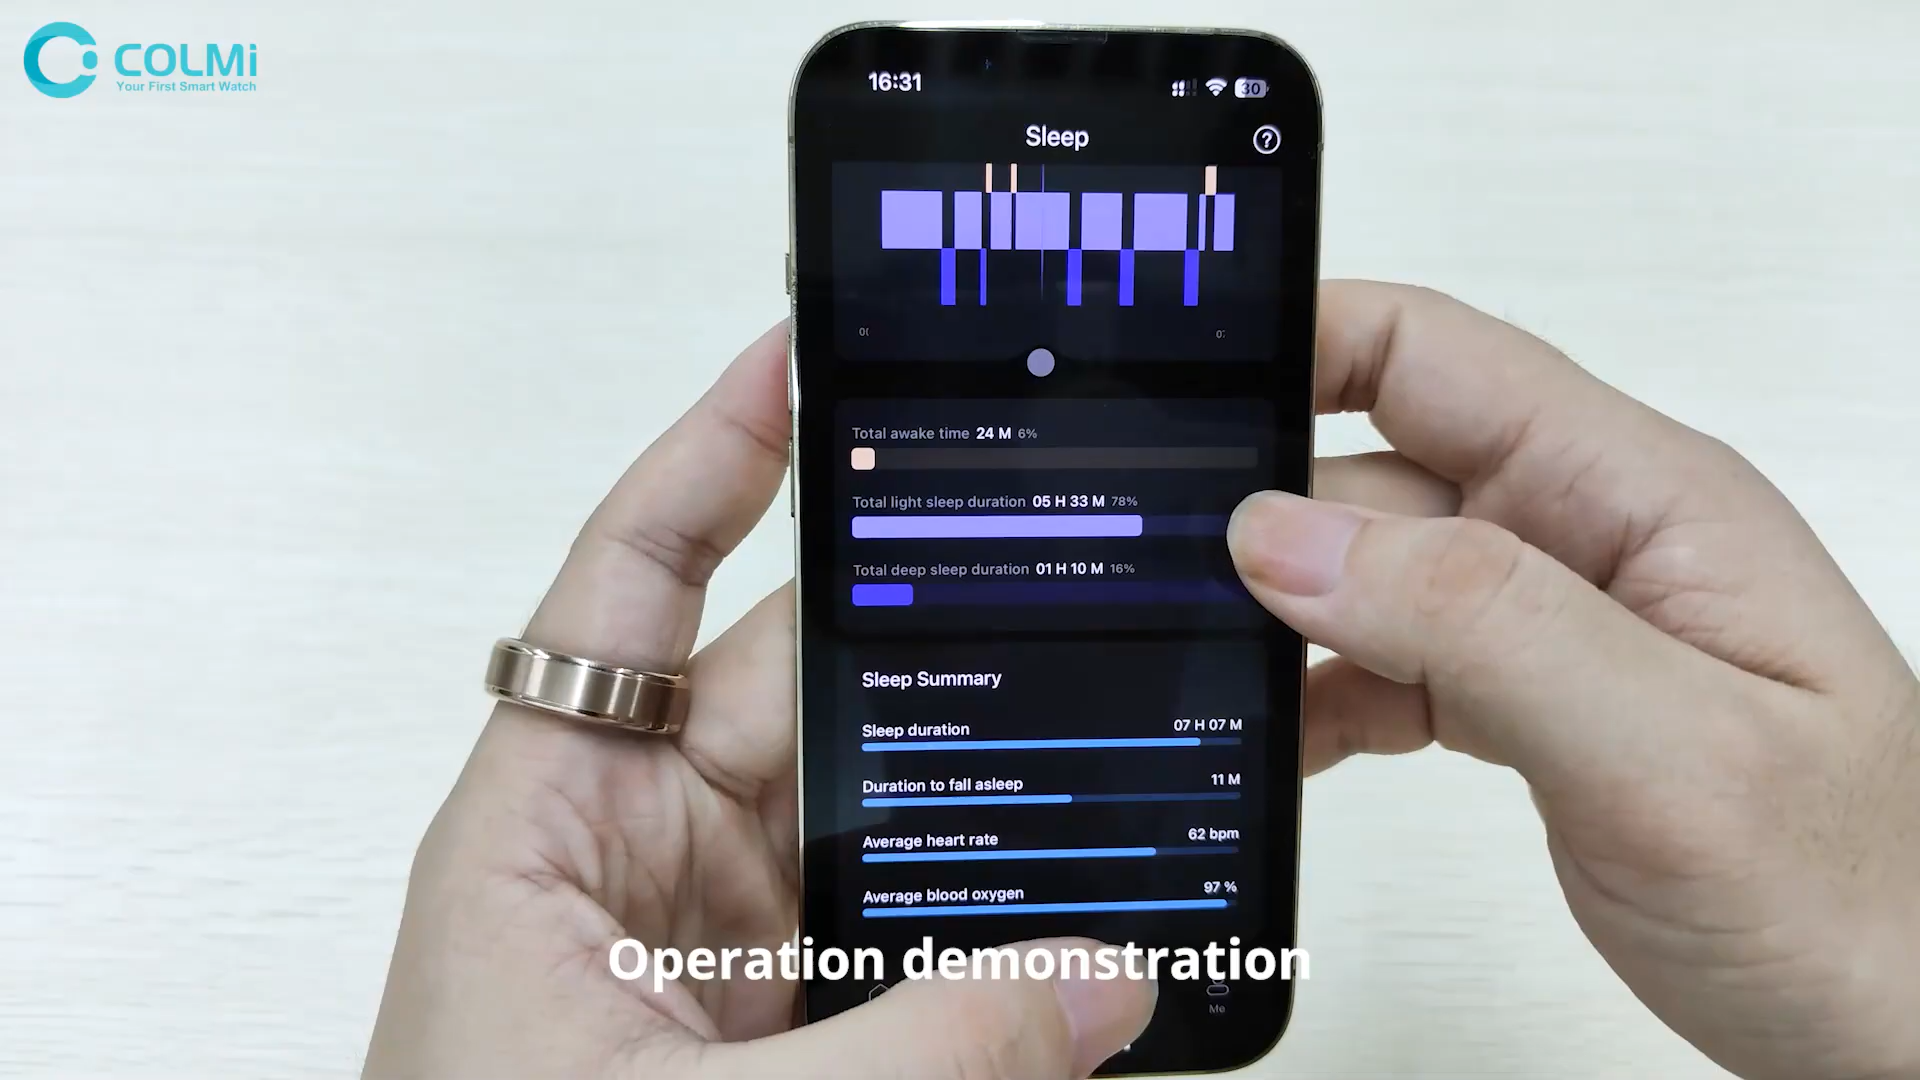 COLMi
Your First Smart Watch
16:31
30
Sleep
?
Total awake time 24 M 6%
Total light sleep duration 05 H 33 M 78%
Total deep sleep duration 01 H 10 M 16%
Sleep Summary
Sleep duration 07 H 07 M
Duration to fall asleep 11 M
Average heart rate 62 bpm
Average blood oxygen 97 %
Operation demonstration
Me